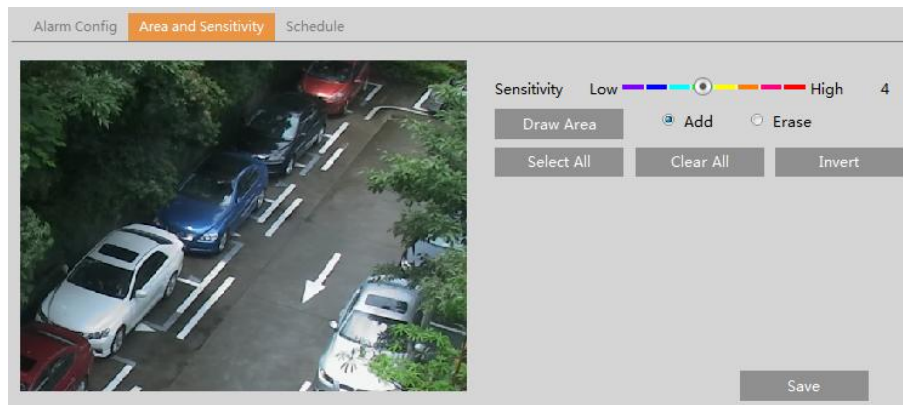 Alarm Config Area and Sensitivity Schedule
Sensitivity Low High 4
Draw Area Add Erase
Select All Clear All Invert
Save